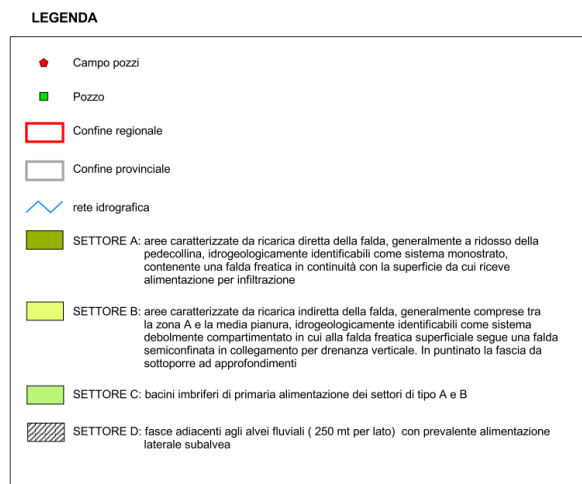 LEGENDA
Campo pozzi
Pozzo
Confine regionale
Confine provinciale
rete idrografica
SETTORE A: aree caratterizzate da ricarica diretta della falda, generalmente a ridosso della
pedecollina, idrogeologicamente identificabili come sistema monostrato,
contenente una falda freatica in continuità con la superficie da cui riceve
alimentazione per infiltrazione
SETTORE B: aree caratterizzate da ricarica indiretta della falda, generalmente comprese tra
la zona A e la media pianura, idrogeologicamente identificabili come sistema
debolmente compartimentato in cui alla falda freatica superficiale segue una falda
semiconfinata in collegamento per drenanza verticale. In puntinato la fascia da
sottoporre ad approfondimenti
SETTORE C: bacini imbriferi di primaria alimentazione dei settori di tipo A e B
SETTORE D: fasce adiacenti agli alvei fluviali ( 250 mt per lato) con prevalente alimentazione
laterale subalvea